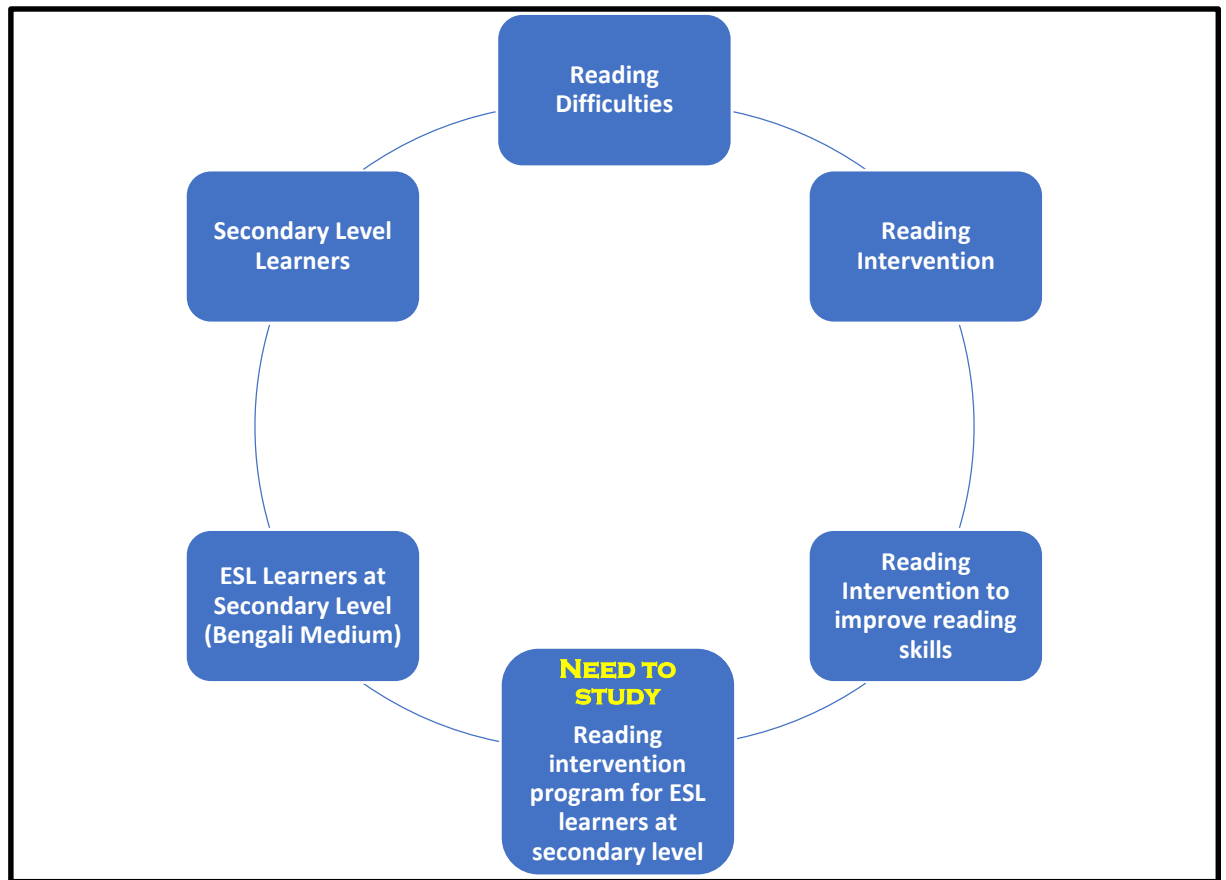 Reading
Difficulties
Reading
Intervention
Reading
Intervention to
improve reading
skills
NEED TO
STUDY
Reading
intervention
program for ESL
learners at
secondary level
ESL Learners at
Secondary Level
(Bengali Medium)
Secondary Level
Learners